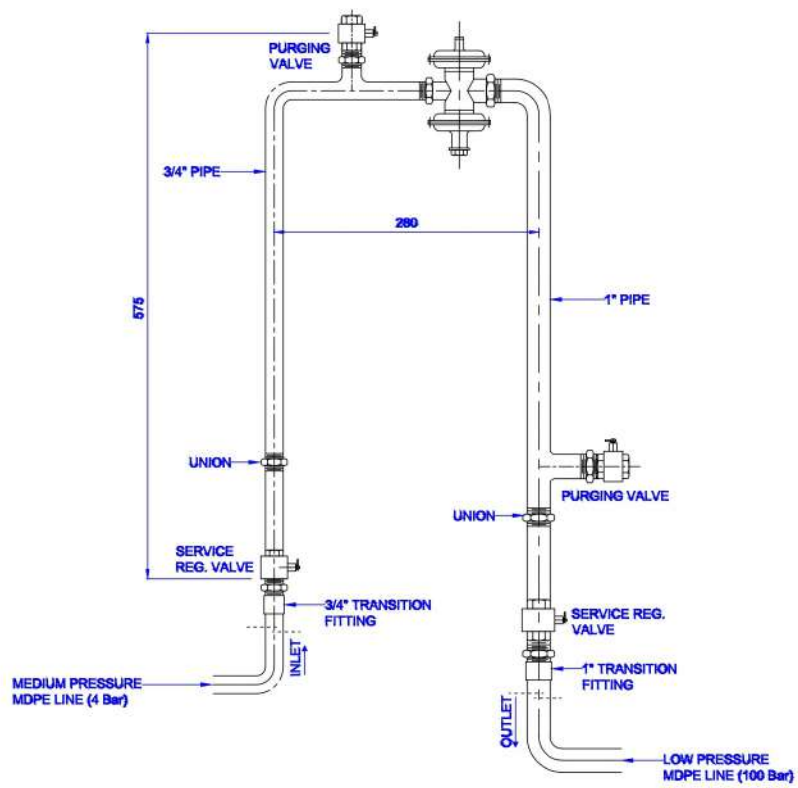 PURGING
VALVE
3/4" PIPE
280
575
1" PIPE
UNION
PURGING VALVE
UNION
SERVICE
REG. VALVE
3/4" TRANSITION
FITTING
SERVICE REG.
VALVE
INLET
MEDIUM PRESSURE
MDPE LINE (4 Bar)
1" TRANSITION
FITTING
OUTLET
LOW PRESSURE
MDPE LINE (100 Bar)